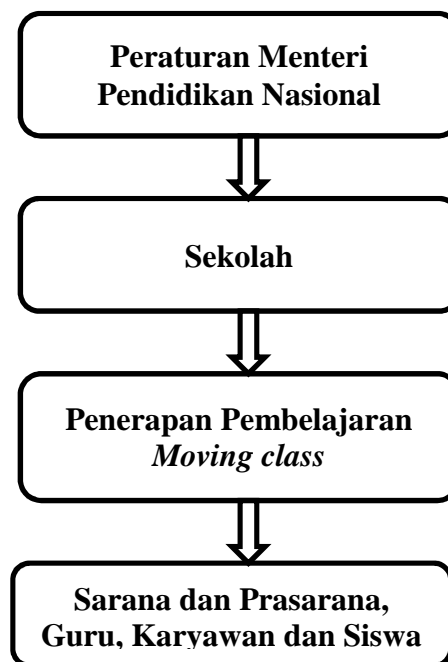 Peraturan Menteri
Pendidikan Nasional
Sekolah
Penerapan Pembelajaran
Moving class
Sarana dan Prasarana,
Guru, Karyawan dan Siswa